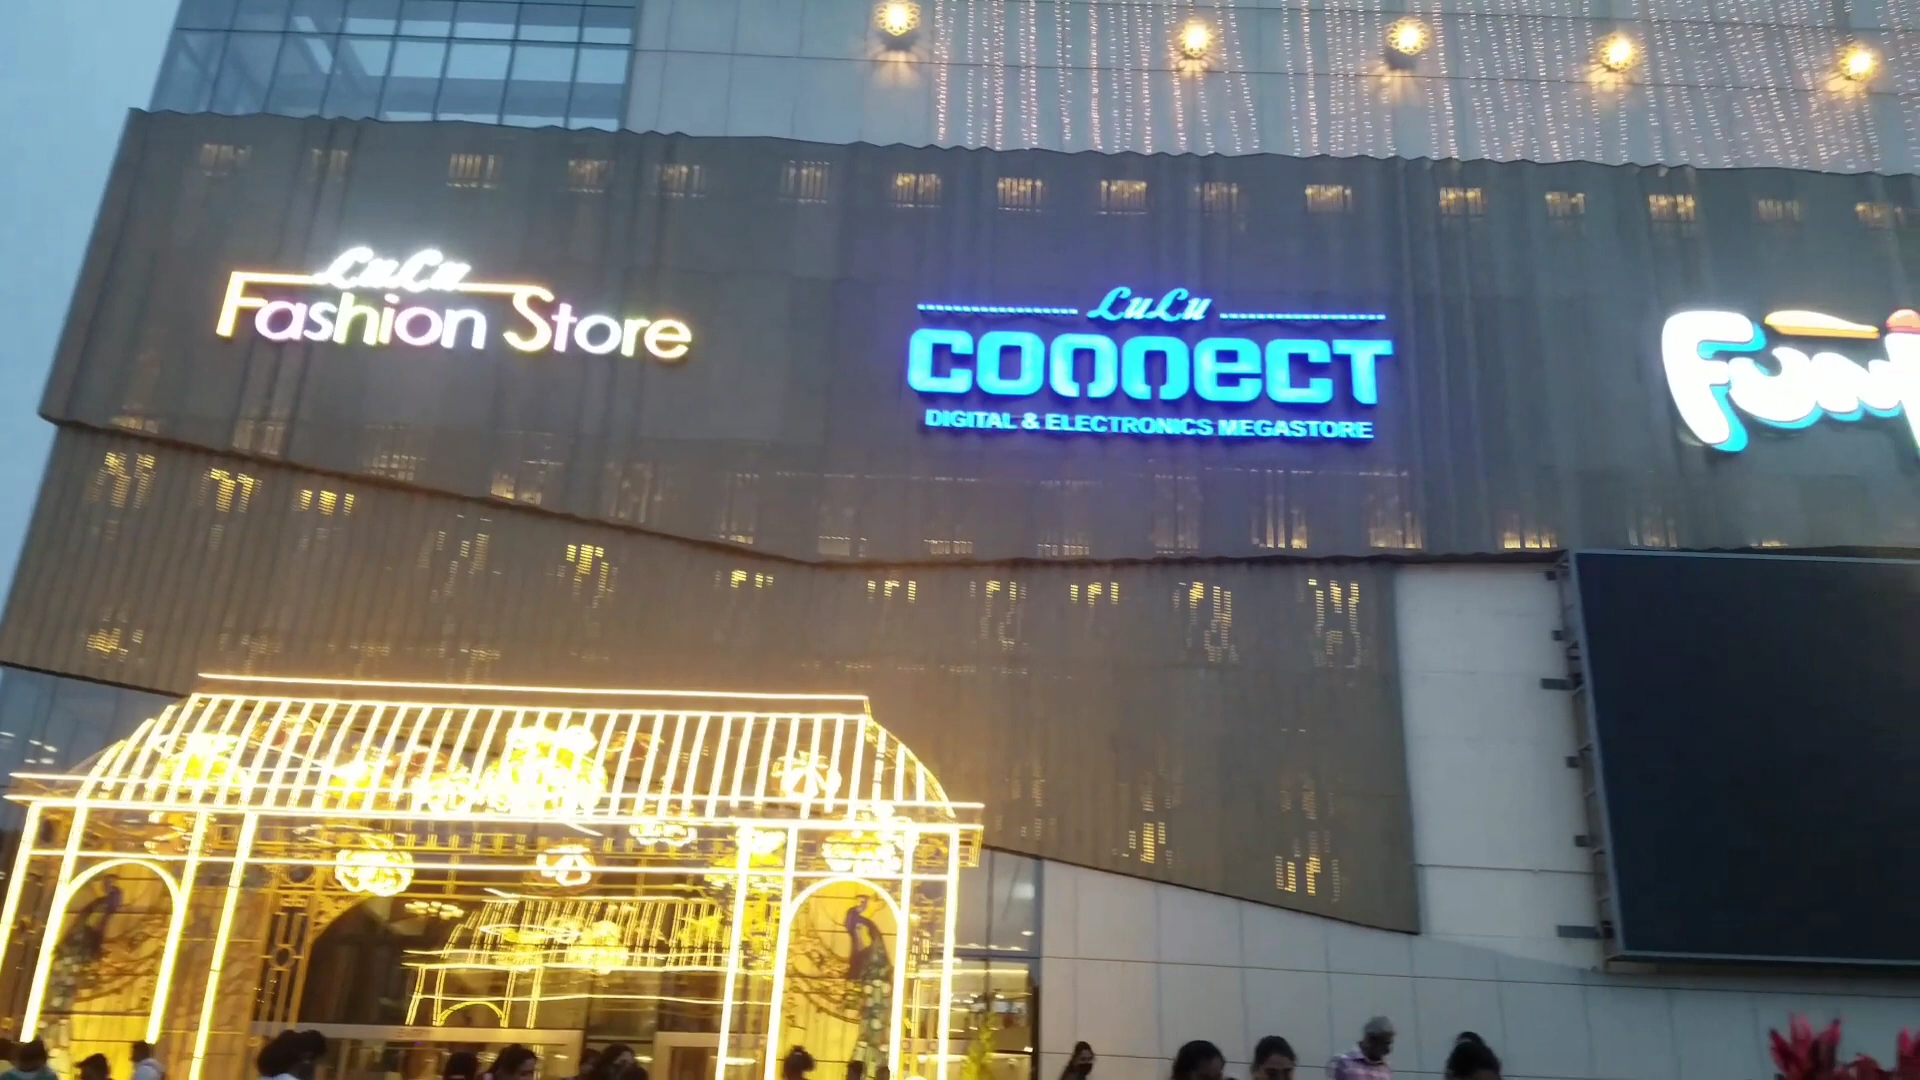 LuLu
Fashion Store
LuLu
connect
DIGITAL & ELECTRONICS MEGASTORE